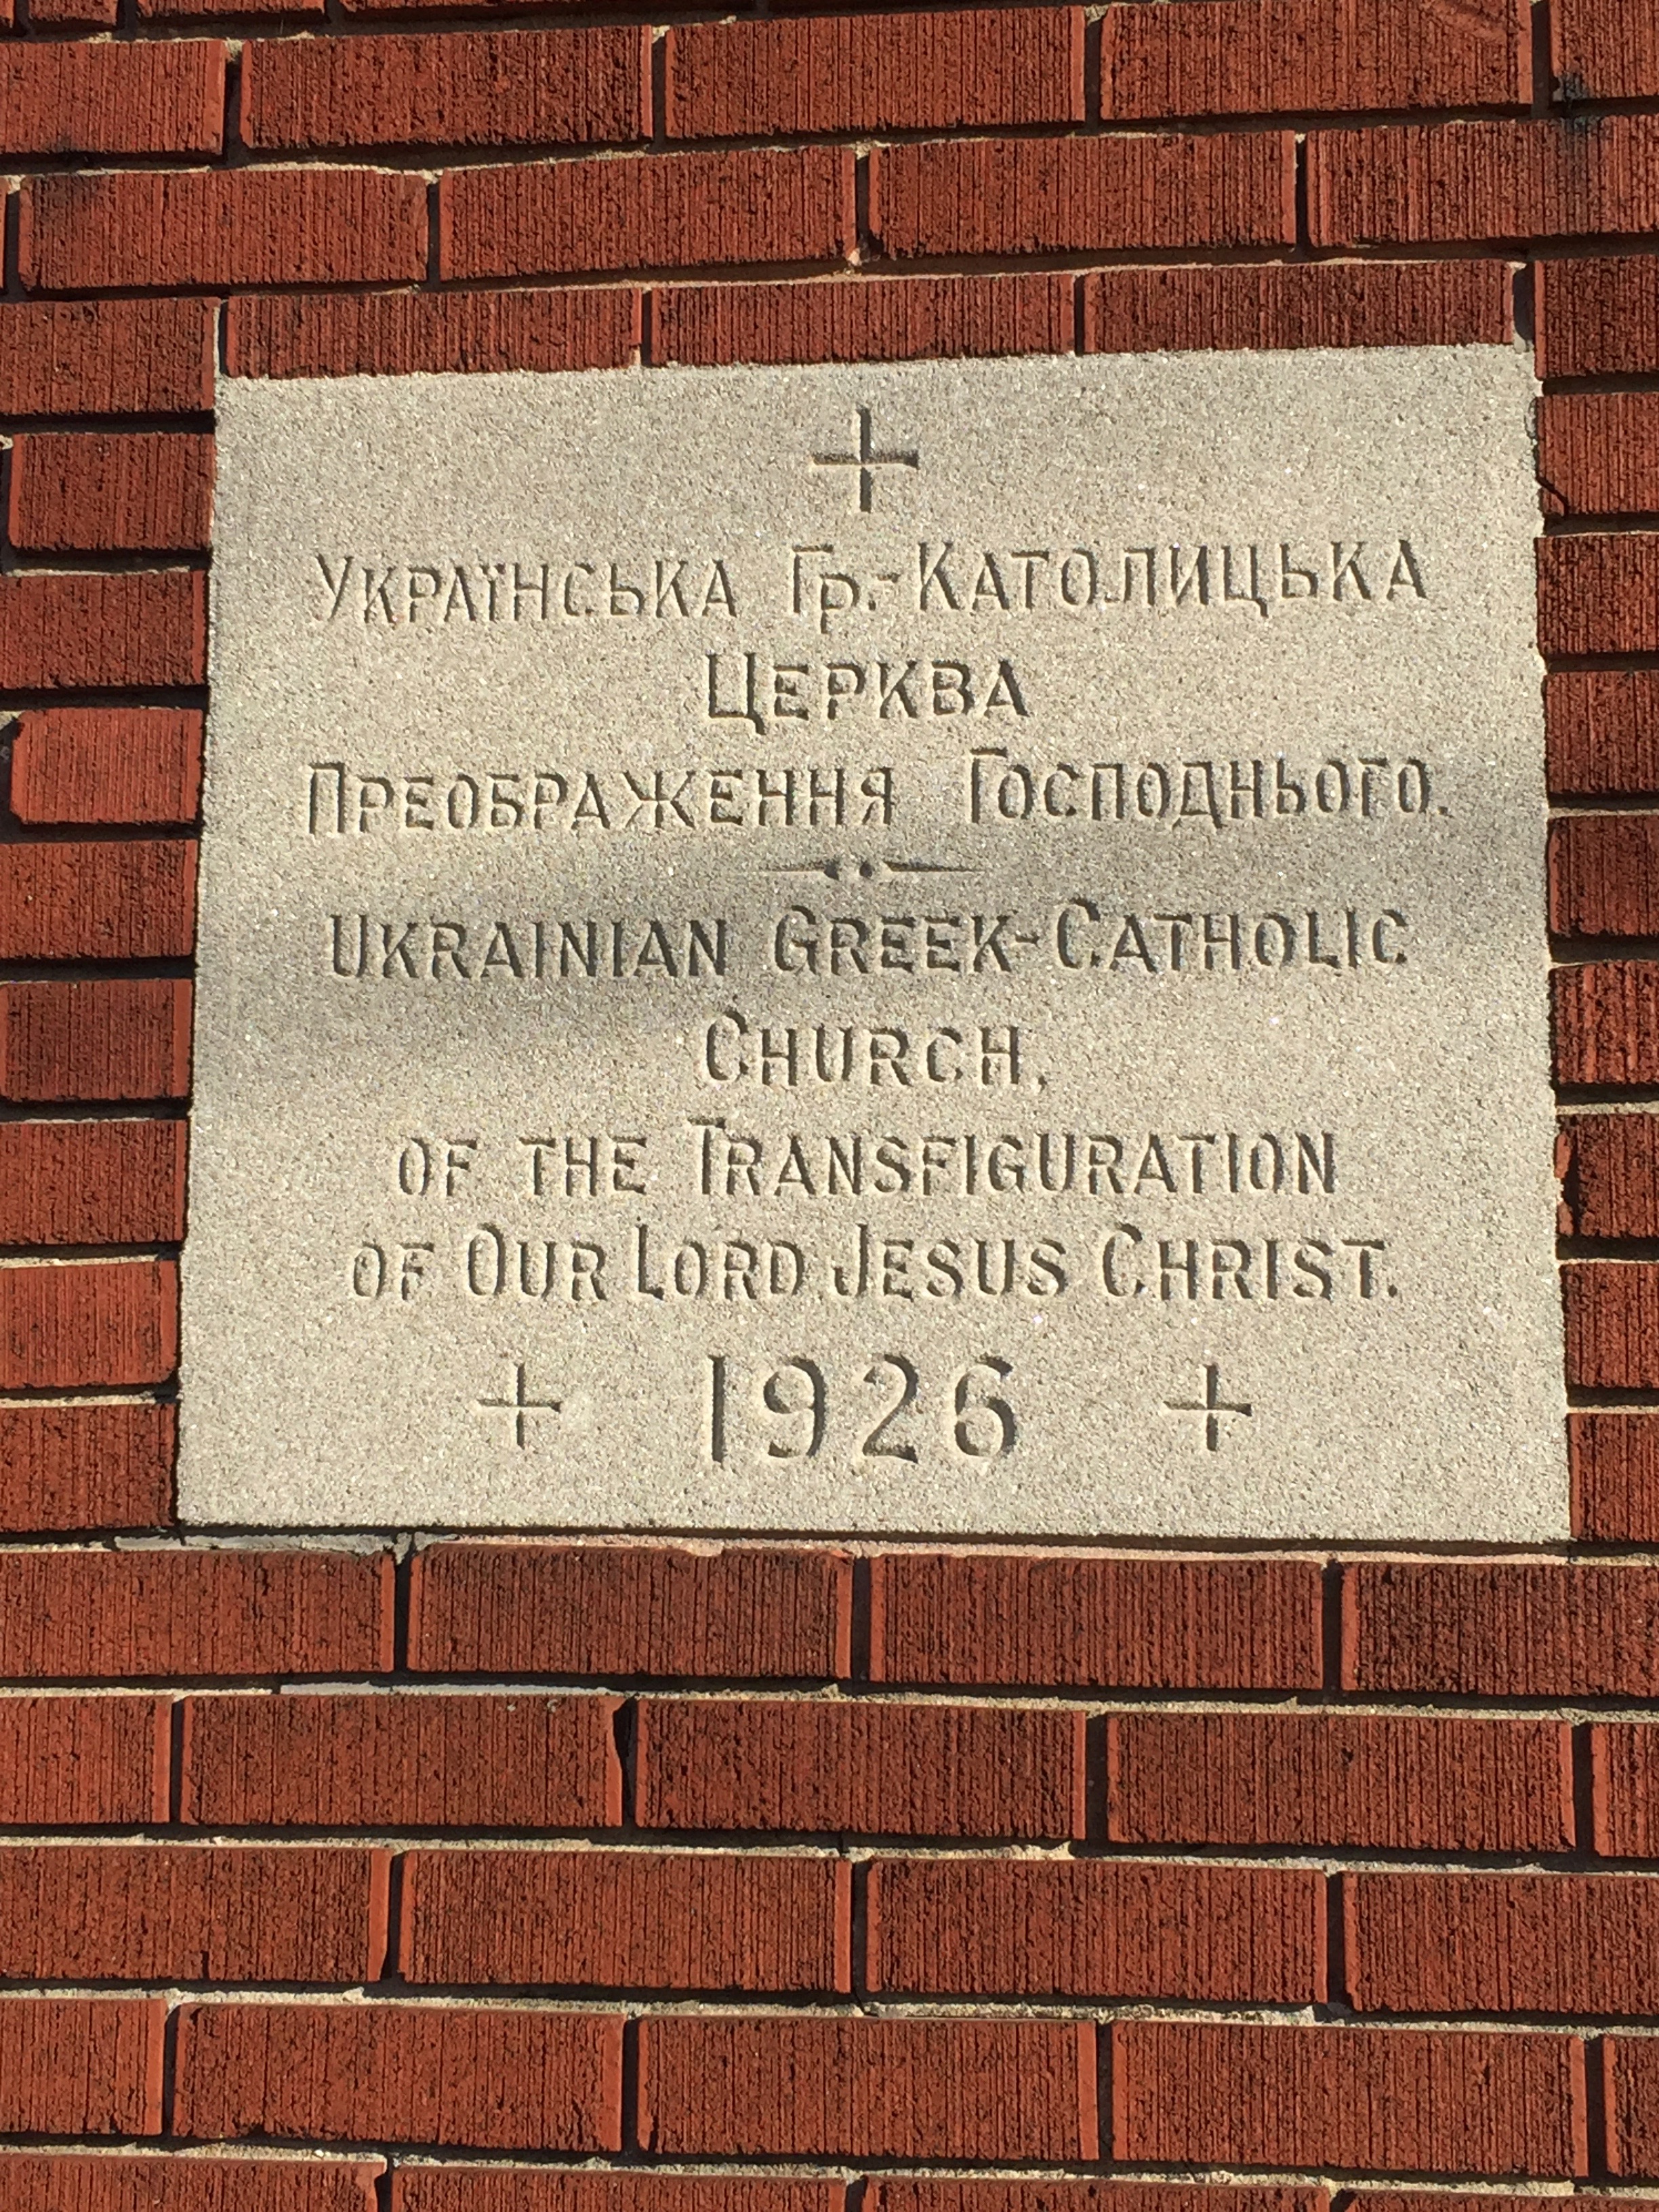 Українська Гр.-Католицька
Церква
Преображення Господнього.
Ukrainian Greek-Catholic
Church,
of the Transfiguration
of Our Lord Jesus Christ.
1926